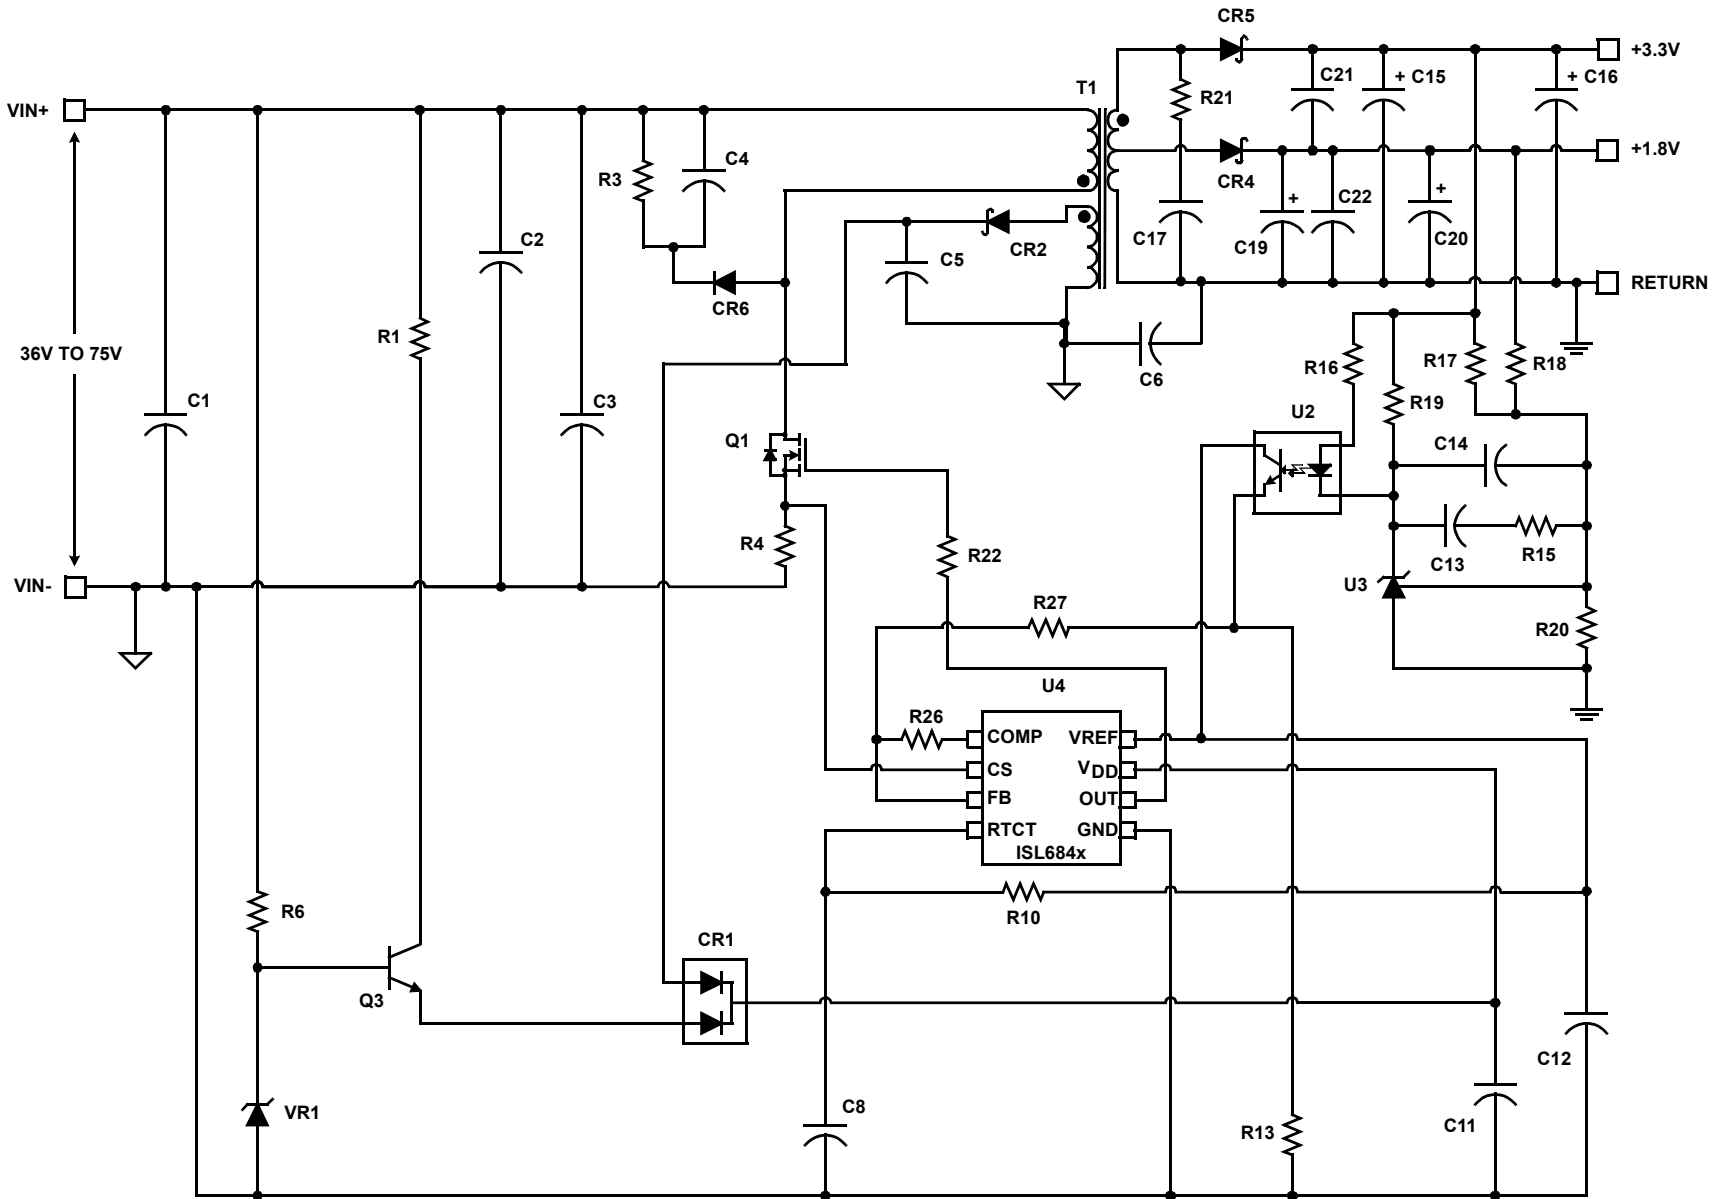 CR5
+3.3V
T1
C21
+ C15
+ C16
R21
VIN+
+1.8V
C4
R3
CR4
+
C22
+
C17
C19
C20
C2
C5
CR2
RETURN
CR6
R1
36V TO 75V
C6
R16
R17
R18
C1
C3
U2
R19
Q1
C14
R4
R22
C13
R15
VIN-
U3
R27
R20
U4
R26
COMP
VREF
CS
VDD
FB
OUT
RTCT
GND
ISL684x
R6
R10
CR1
Q3
C12
VR1
C8
C11
R13